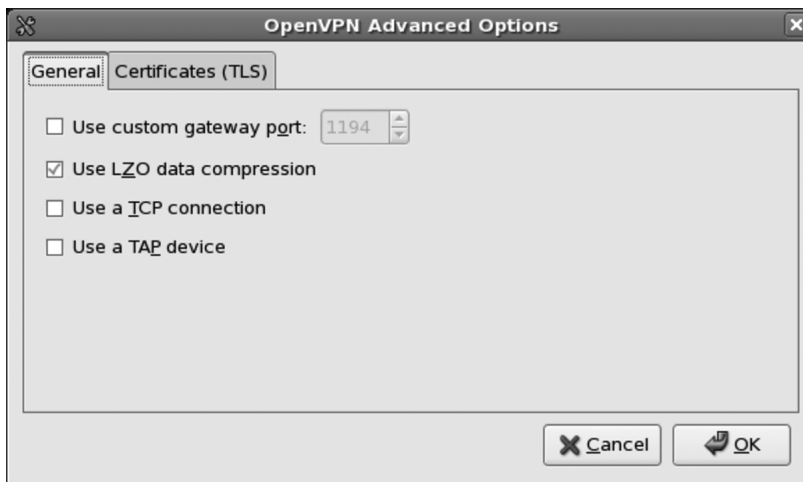 OpenVPN Advanced Options
General Certificates (TLS)
Use custom gateway port: 1194
Use LZO data compression
Use a TCP connection
Use a TAP device
Cancel OK